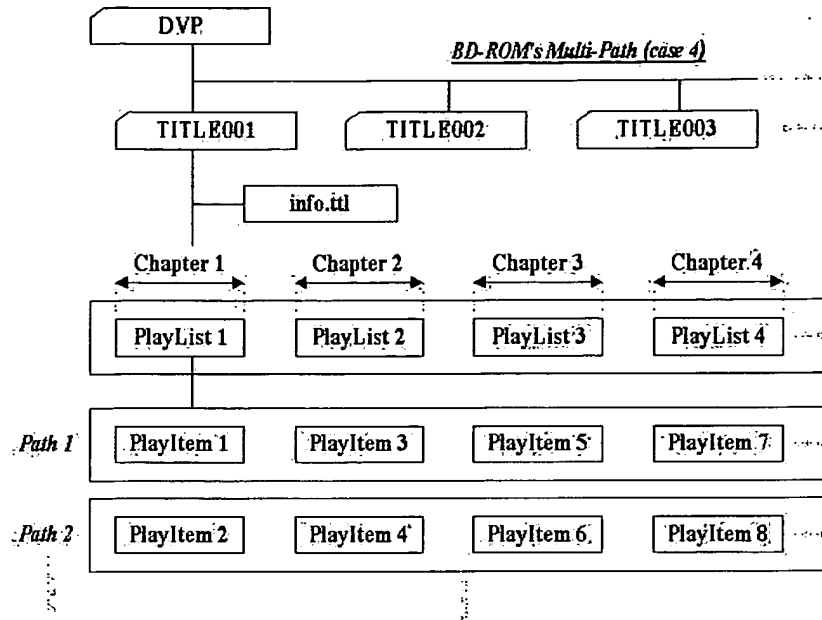 DVP
BD-ROM's Multi-Path (case 4)
TITLE001 TITLE002 TITLE003
info.ttl
Chapter 1 Chapter 2 Chapter 3 Chapter 4
PlayList 1 PlayList 2 PlayList 3 PlayList 4
Path 1 PlayItem 1 PlayItem 3 PlayItem 5 PlayItem 7
Path 2 PlayItem 2 PlayItem 4 PlayItem 6 PlayItem 8